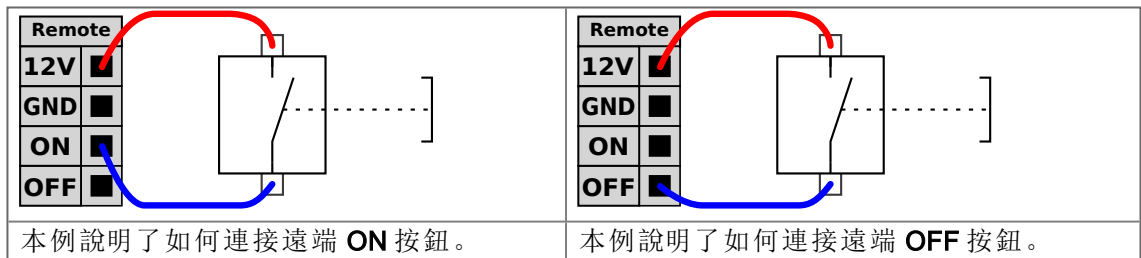 Remote
12V
GND
ON
OFF
本例說明了如何連接遠端 ON 按鈕。
Remote
12V
GND
ON
OFF
本例說明了如何連接遠端 OFF 按鈕。